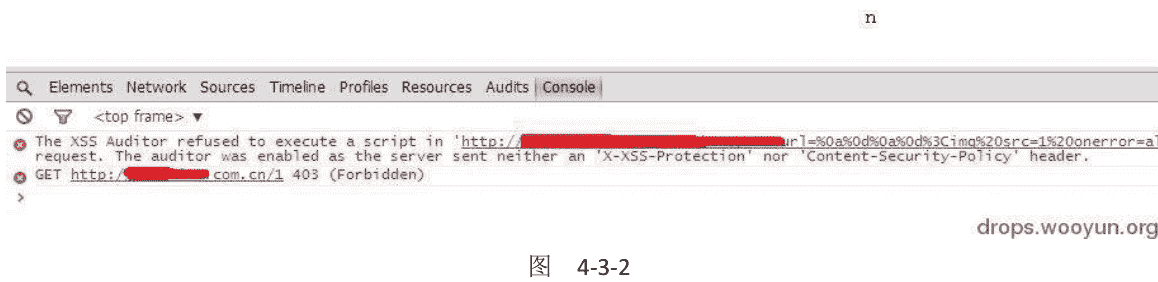 n
Elements Network Sources Timeline Profiles Resources Audits Console
<top frame> ▼
The XSS Auditor refused to execute a script in 'http:/ url=%0a%0d%0a%0d%3Cimg%20src=1%20onerror=al
request. The auditor was enabled as the server sent neither an 'X-XSS-Protection' nor 'Content-Security-Policy' header.
GET http:/ .com.cn/1 403 (Forbidden)
>
drops.wooyun.org
图 4-3-2